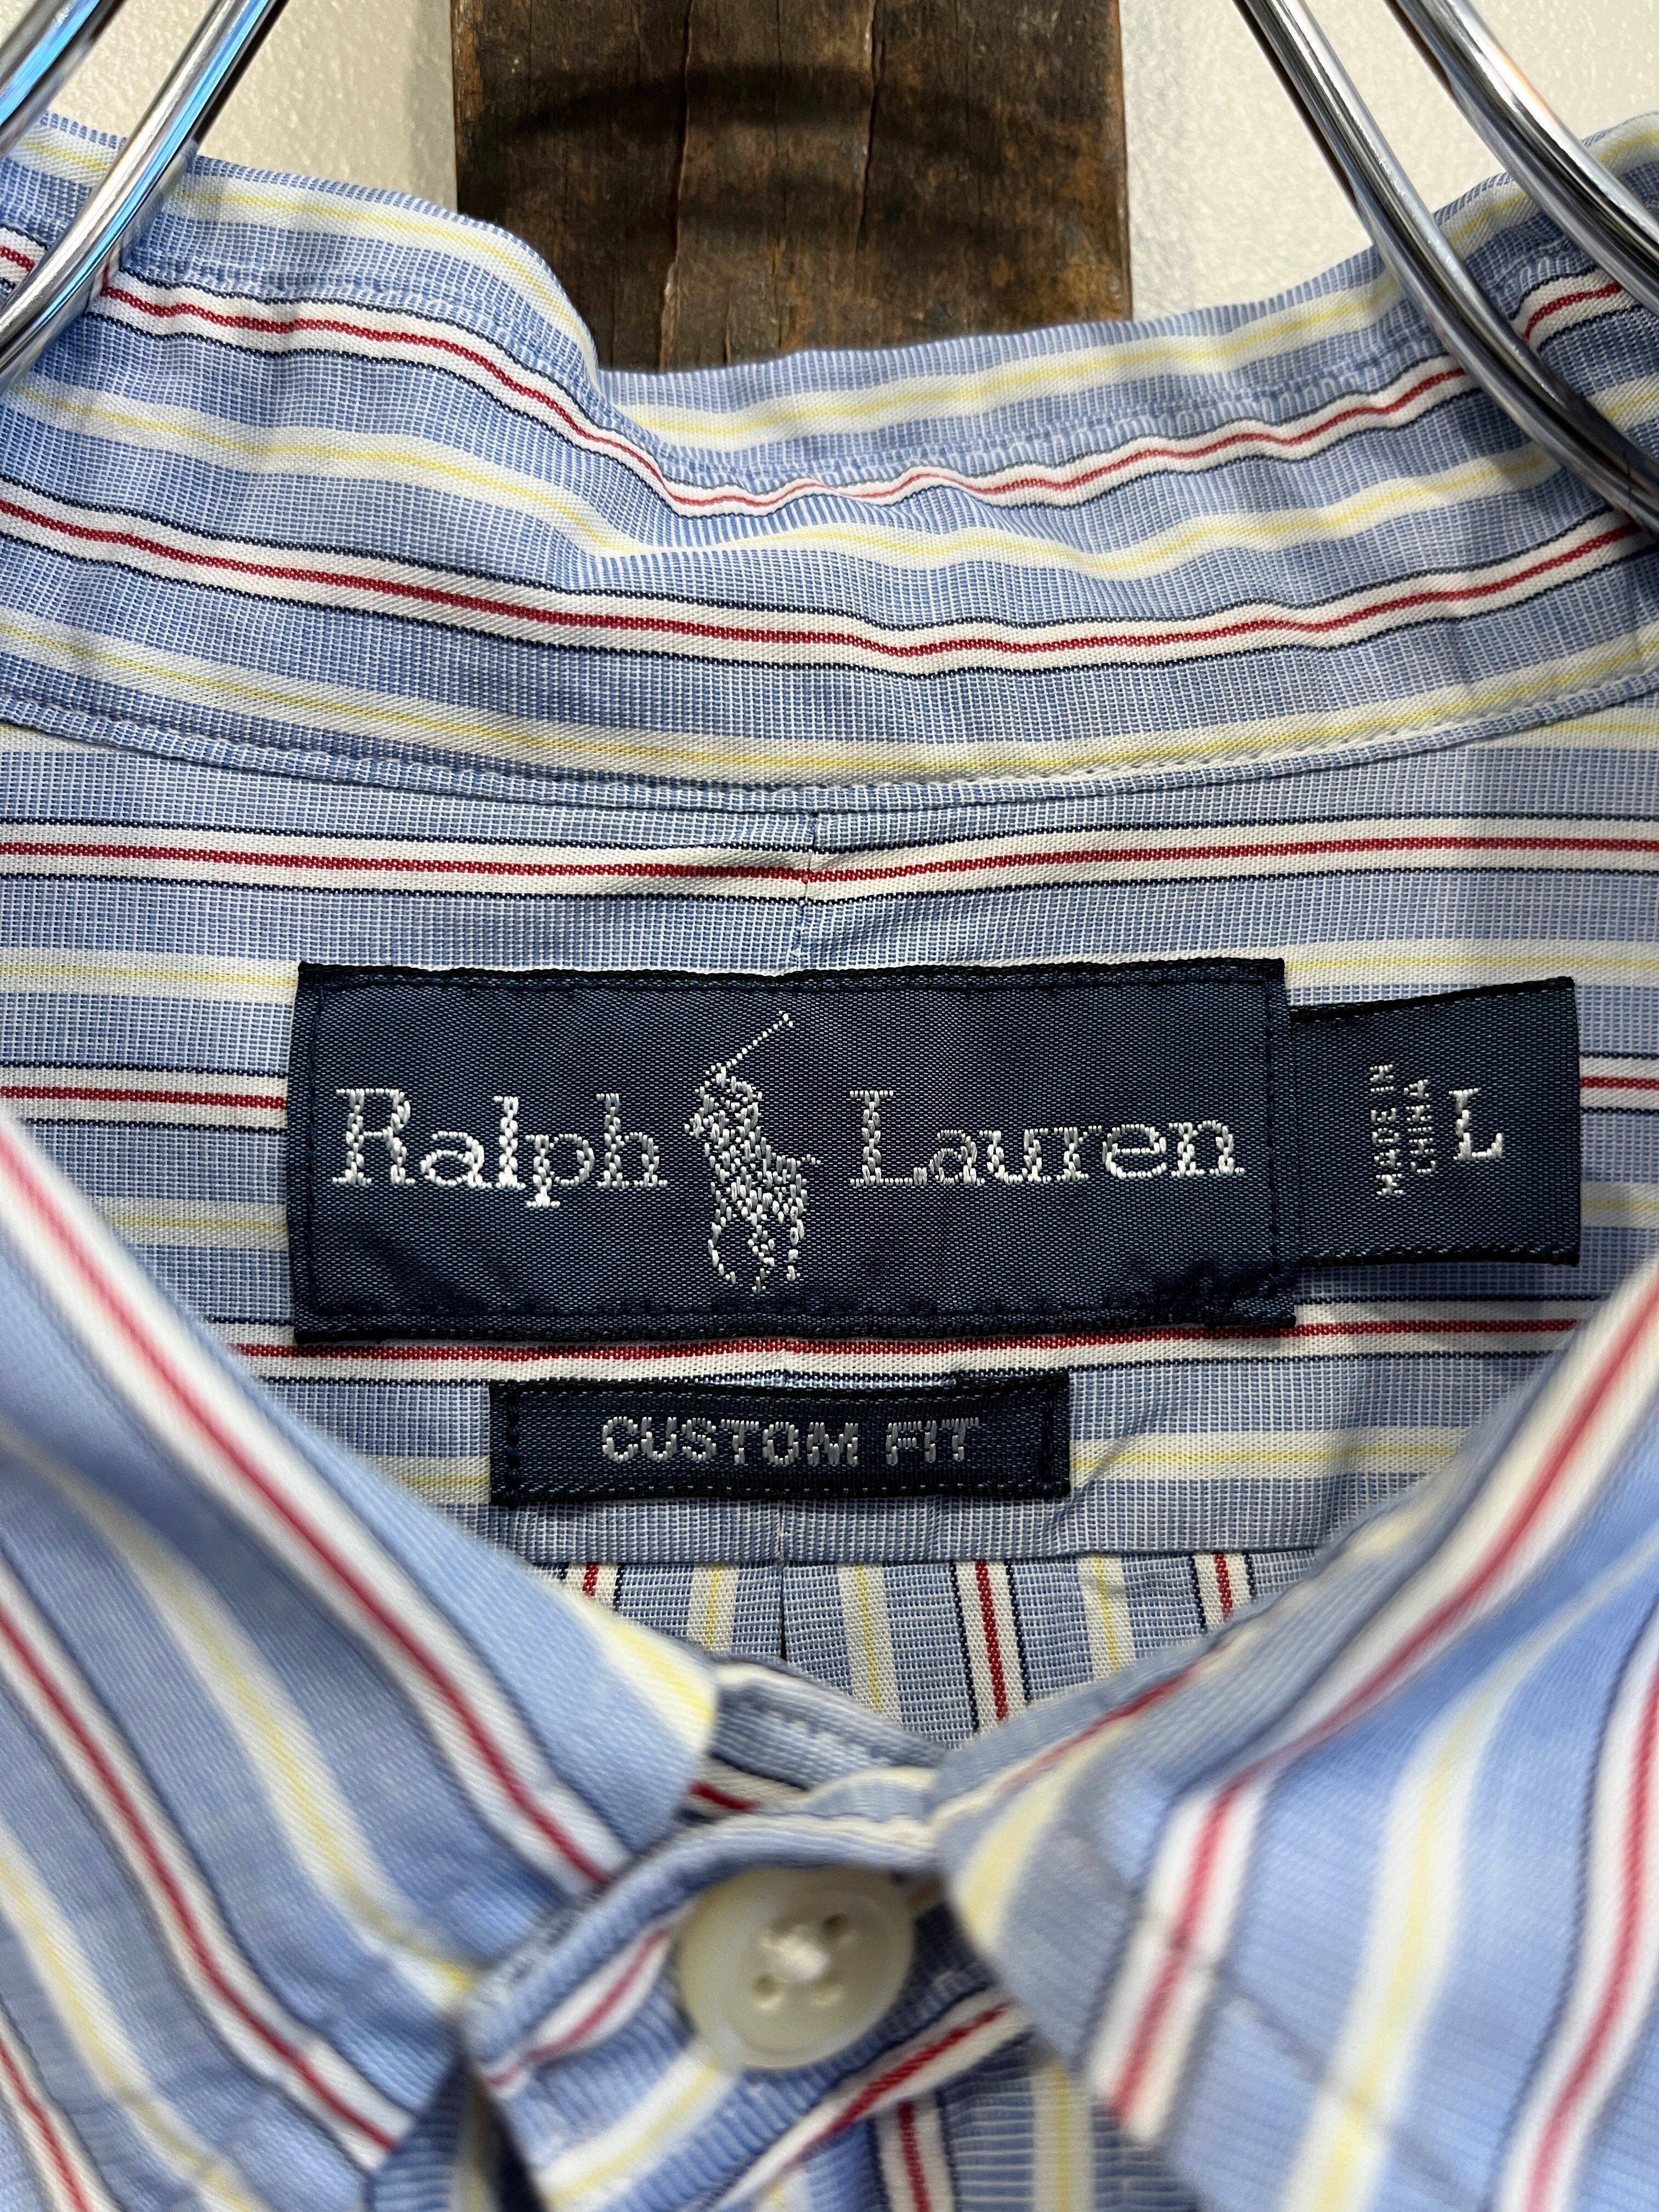 Ralph Lauren
MADE IN
CHINA
L
CUSTOM FIT